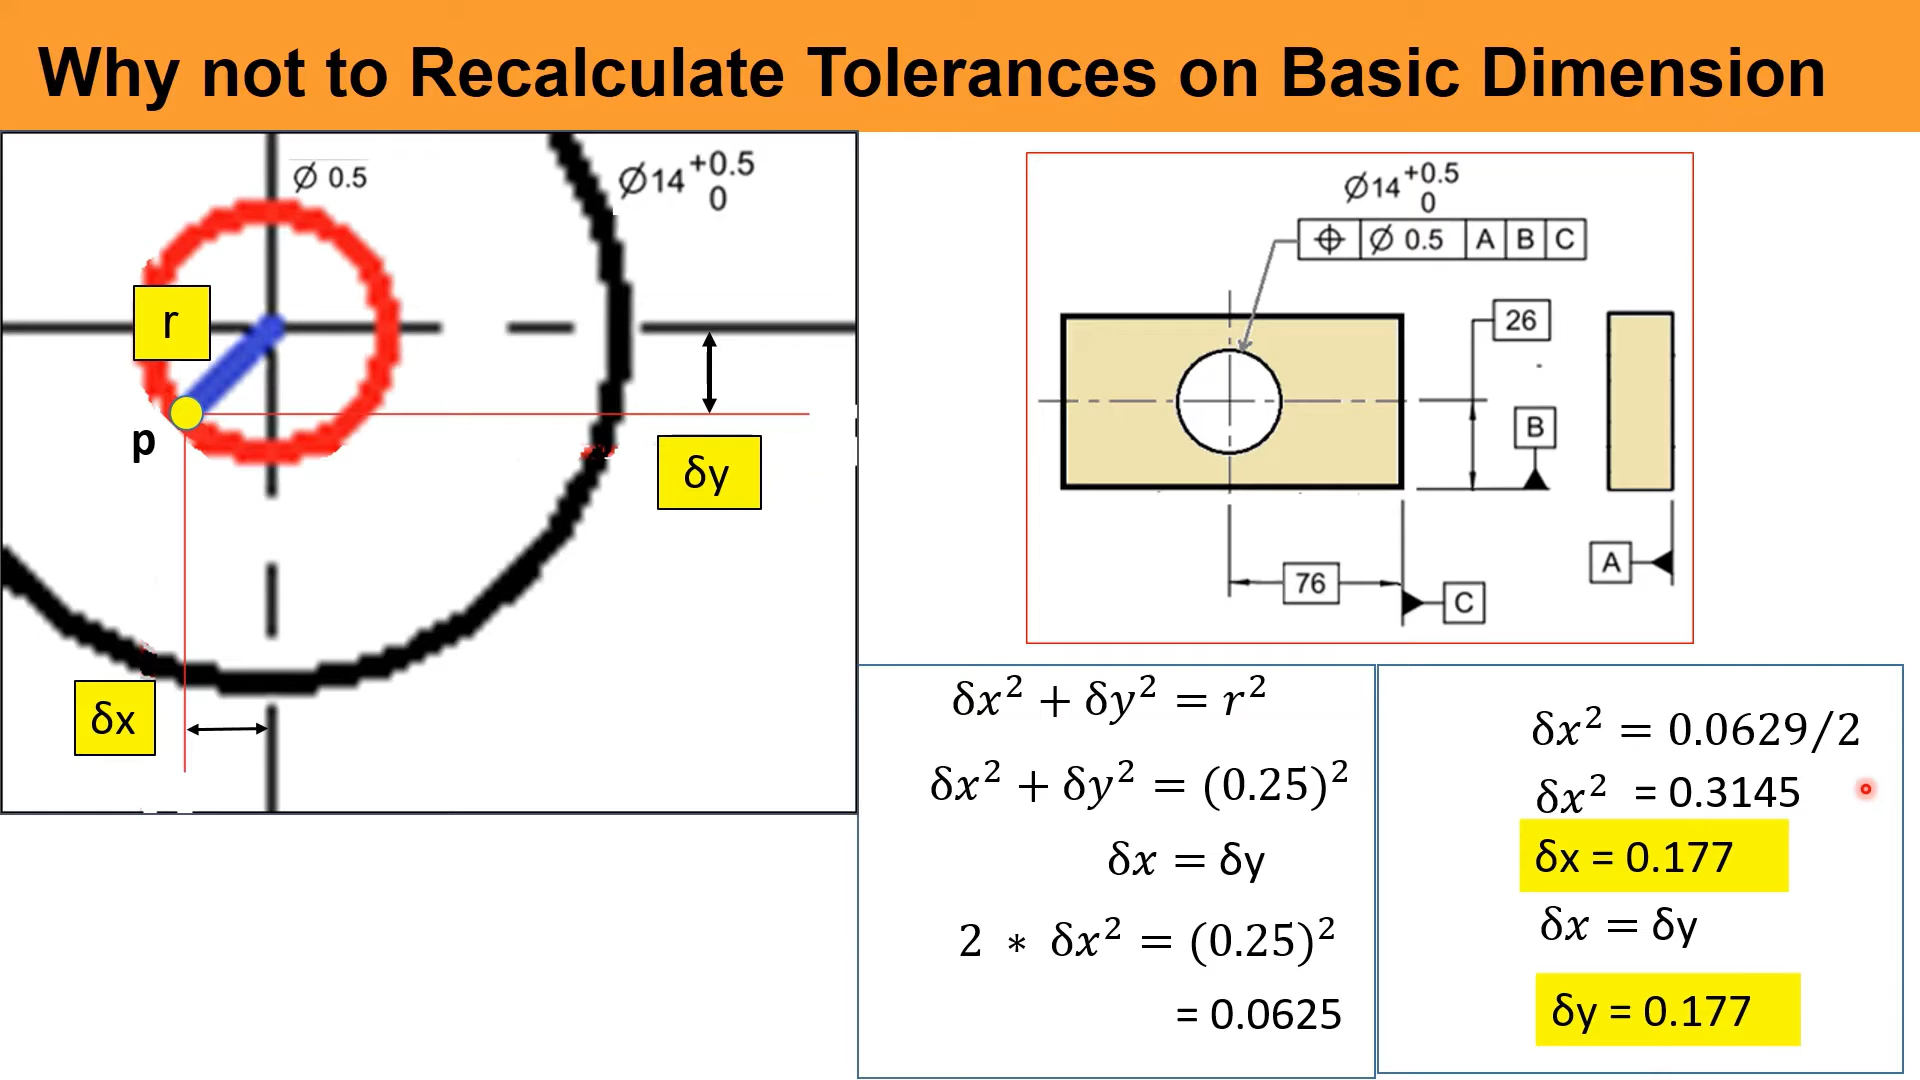 Why not to Recalculate Tolerances on Basic Dimension
Ø 0.5
Ø14 +0.5 0
r
p
δy
δx
Ø14 +0.5 0
⌖ Ø 0.5 A B C
26
B
A
76
C
δx² + δy² = r²
δx² + δy² = (0.25)²
δx = δy
2 * δx² = (0.25)²
= 0.0625
δx² = 0.0629/2
δx² = 0.3145
δx = 0.177
δx = δy
δy = 0.177